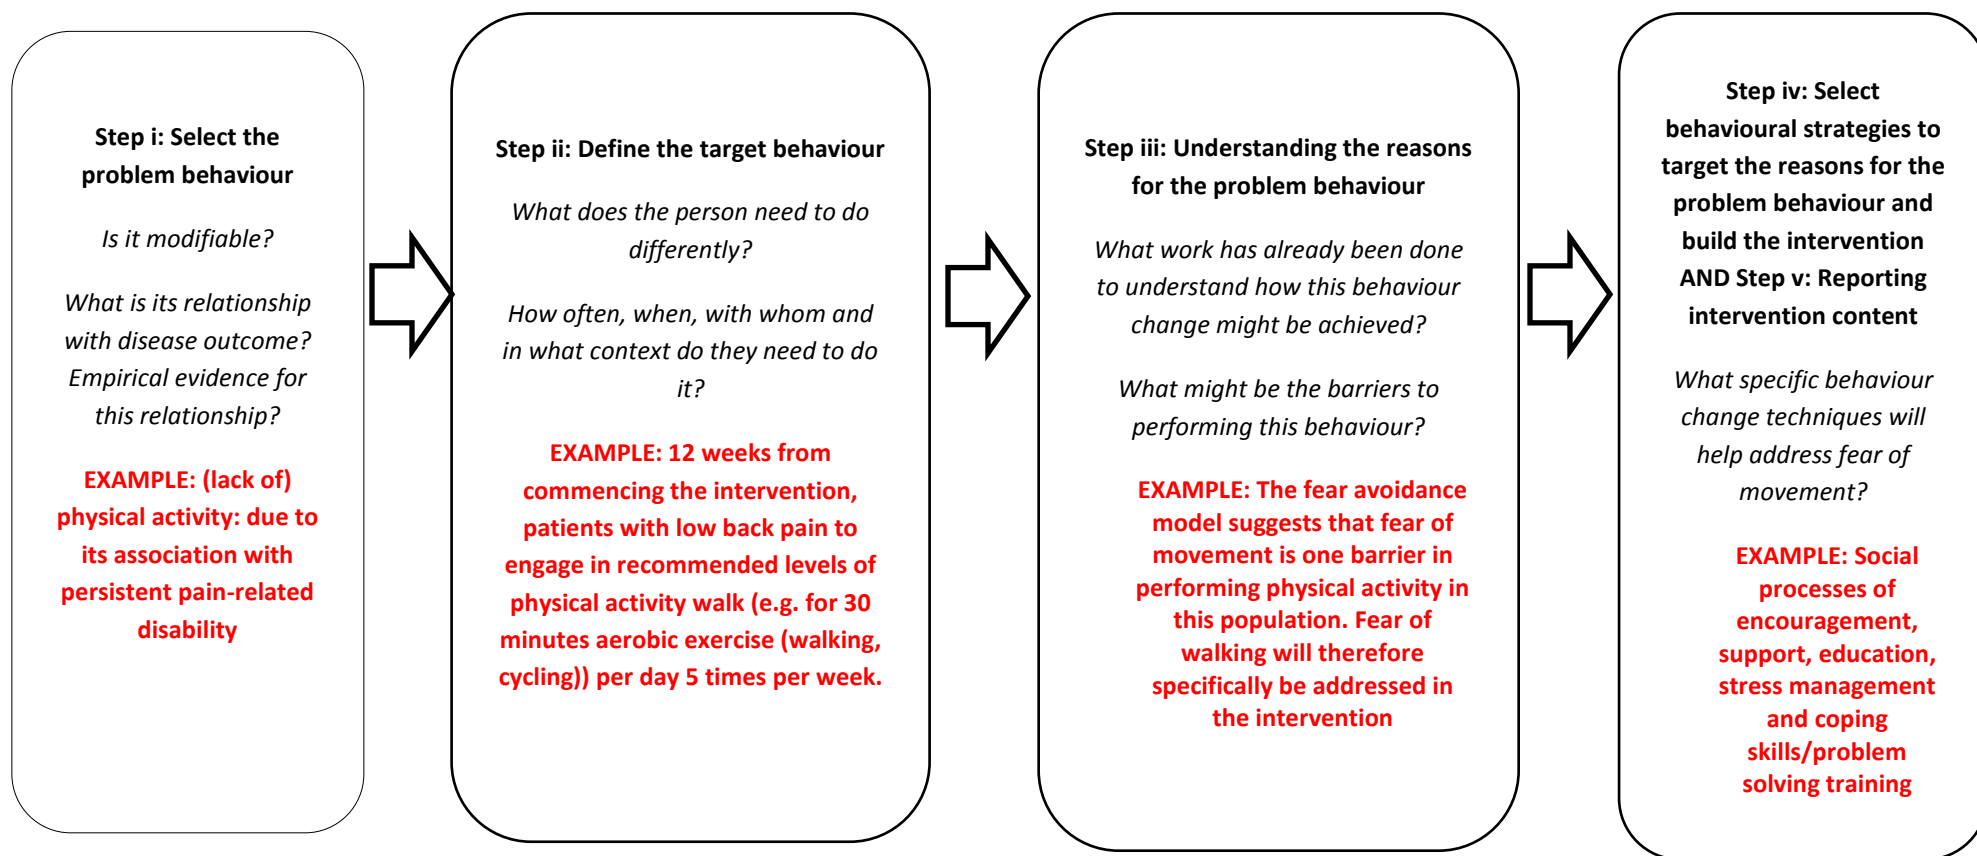 Step i: Select the
problem behaviour
Is it modifiable?
What is its relationship
with disease outcome?
Empirical evidence for
this relationship?
EXAMPLE: (lack of)
physical activity: due to
its association with
persistent pain-related
disability
Step ii: Define the target behaviour
What does the person need to do
differently?
How often, when, with whom and
in what context do they need to do
it?
EXAMPLE: 12 weeks from
commencing the intervention,
patients with low back pain to
engage in recommended levels of
physical activity walk (e.g. for 30
minutes aerobic exercise (walking,
cycling)) per day 5 times per week.
Step iii: Understanding the reasons
for the problem behaviour
What work has already been done
to understand how this behaviour
change might be achieved?
What might be the barriers to
performing this behaviour?
EXAMPLE: The fear avoidance
model suggests that fear of
movement is one barrier in
performing physical activity in
this population. Fear of
walking will therefore
specifically be addressed in
the intervention
Step iv: Select
behavioural strategies to
target the reasons for the
problem behaviour and
build the intervention
AND Step v: Reporting
intervention content
What specific behaviour
change techniques will
help address fear of
movement?
EXAMPLE: Social
processes of
encouragement,
support, education,
stress management
and coping
skills/problem
solving training